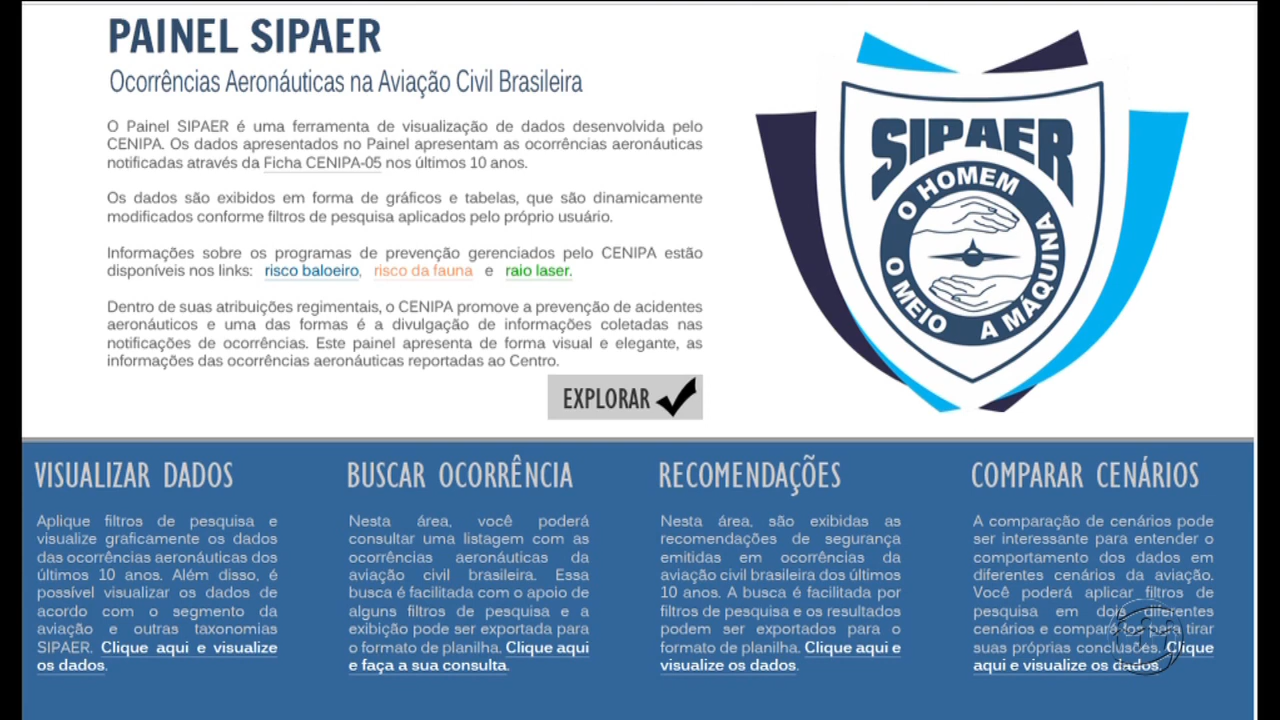 PAINEL SIPAER
Ocorrências Aeronáuticas na Aviação Civil Brasileira
O Painel SIPAER é uma ferramenta de visualização de dados desenvolvida pelo
CENIPA. Os dados apresentados no Painel apresentam as ocorrências aeronáuticas
notificadas através da Ficha CENIPA-05 nos últimos 10 anos.
Os dados são exibidos em forma de gráficos e tabelas, que são dinamicamente
modificados conforme filtros de pesquisa aplicados pelo próprio usuário.
Informações sobre os programas de prevenção gerenciados pelo CENIPA estão
disponíveis nos links: risco baloeiro, risco da fauna e raio laser.
Dentro de suas atribuições regimentais, o CENIPA promove a prevenção de acidentes
aeronáuticos e uma das formas é a divulgação de informações coletadas nas
notificações de ocorrências. Este painel apresenta de forma visual e elegante, as
informações das ocorrências aeronáuticas reportadas ao Centro.
EXPLORAR
SIPAER
O HOMEM
O MEIO
A MÁQUINA
VISUALIZAR DADOS
Aplique filtros de pesquisa e
visualize graficamente os dados
das ocorrências aeronáuticas dos
últimos 10 anos. Além disso, é
possível visualizar os dados de
acordo com o segmento da
aviação e outras taxonomias
SIPAER. Clique aqui e visualize
os dados.
BUSCAR OCORRÊNCIA
Nesta área, você poderá
consultar uma listagem com as
ocorrências aeronáuticas da
aviação civil brasileira. Essa
busca é facilitada com o apoio de
alguns filtros de pesquisa e a
exibição pode ser exportada para
o formato de planilha. Clique aqui
e faça a sua consulta.
RECOMENDAÇÕES
Nesta área, são exibidas as
recomendações de segurança
emitidas em ocorrências da
aviação civil brasileira dos últimos
10 anos. A busca é facilitada por
filtros de pesquisa e os resultados
podem ser exportados para o
formato de planilha. Clique aqui e
visualize os dados.
COMPARAR CENÁRIOS
A comparação de cenários pode
ser interessante para entender o
comportamento dos dados em
diferentes cenários da aviação.
Você poderá aplicar filtros de
pesquisa em dois diferentes
cenários e compará-los para tirar
suas próprias conclusões. Clique
aqui e visualize os dados.